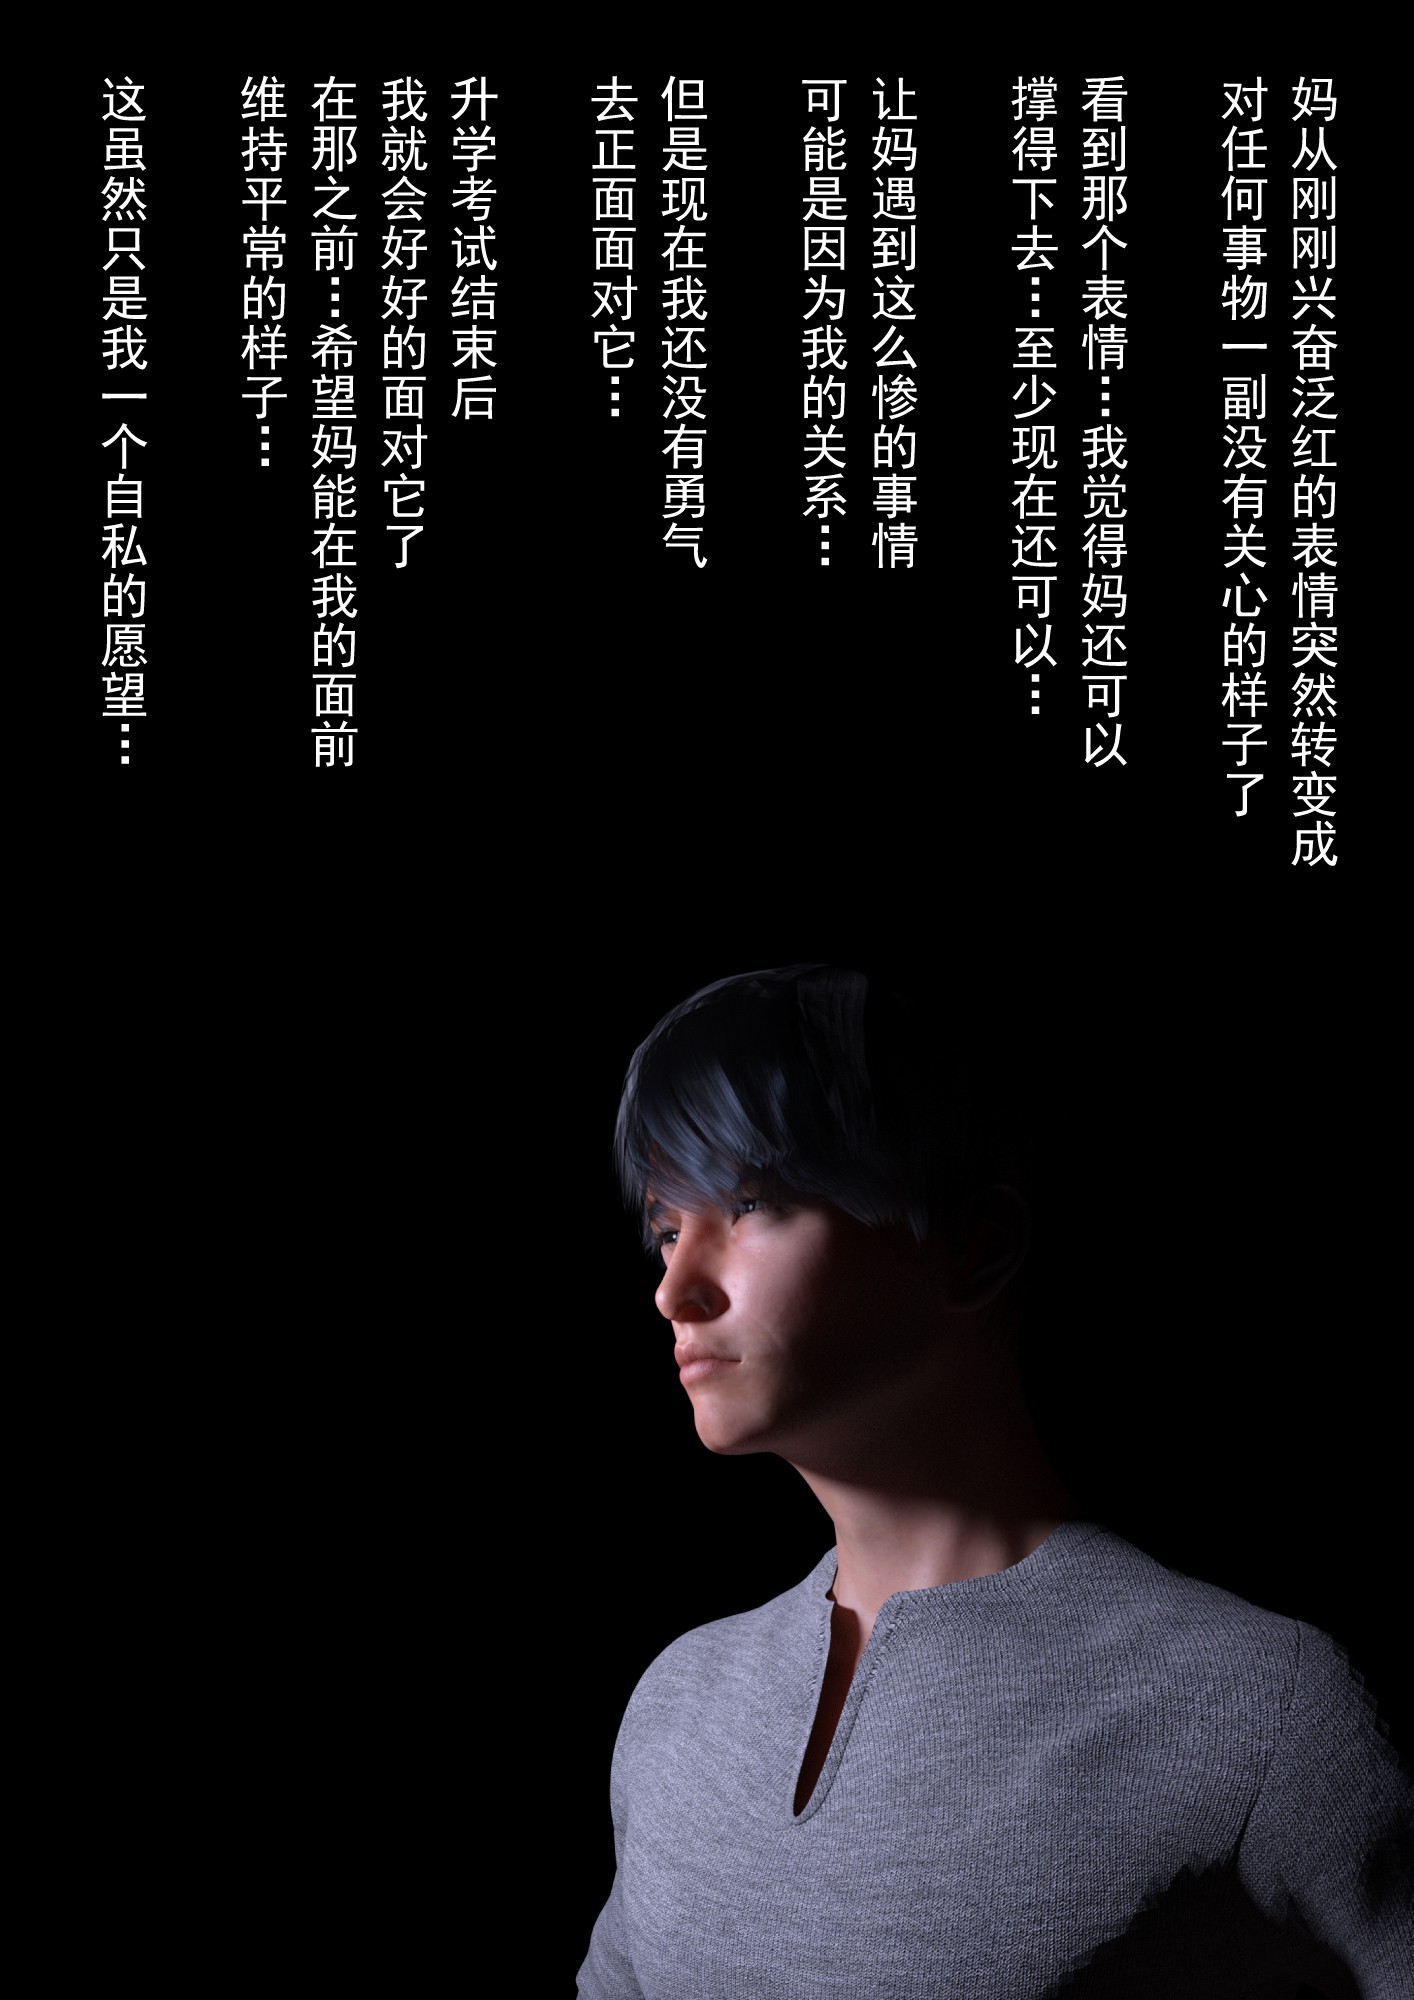 妈从刚刚兴奋泛红的表情突然转变成
对任何事物一副没有关心的样子了
看到那个表情…我觉得妈还可以
撑得下去…至少现在还可以…
让妈遇到这么惨的事情
可能是因为我的关系…
但是现在我还没有勇气
去正面面对它…
升学考试结束后
我就会好好的面对它了
在那之前…希望妈能在我的面前
维持平常的样子…
这虽然只是我一个自私的愿望…